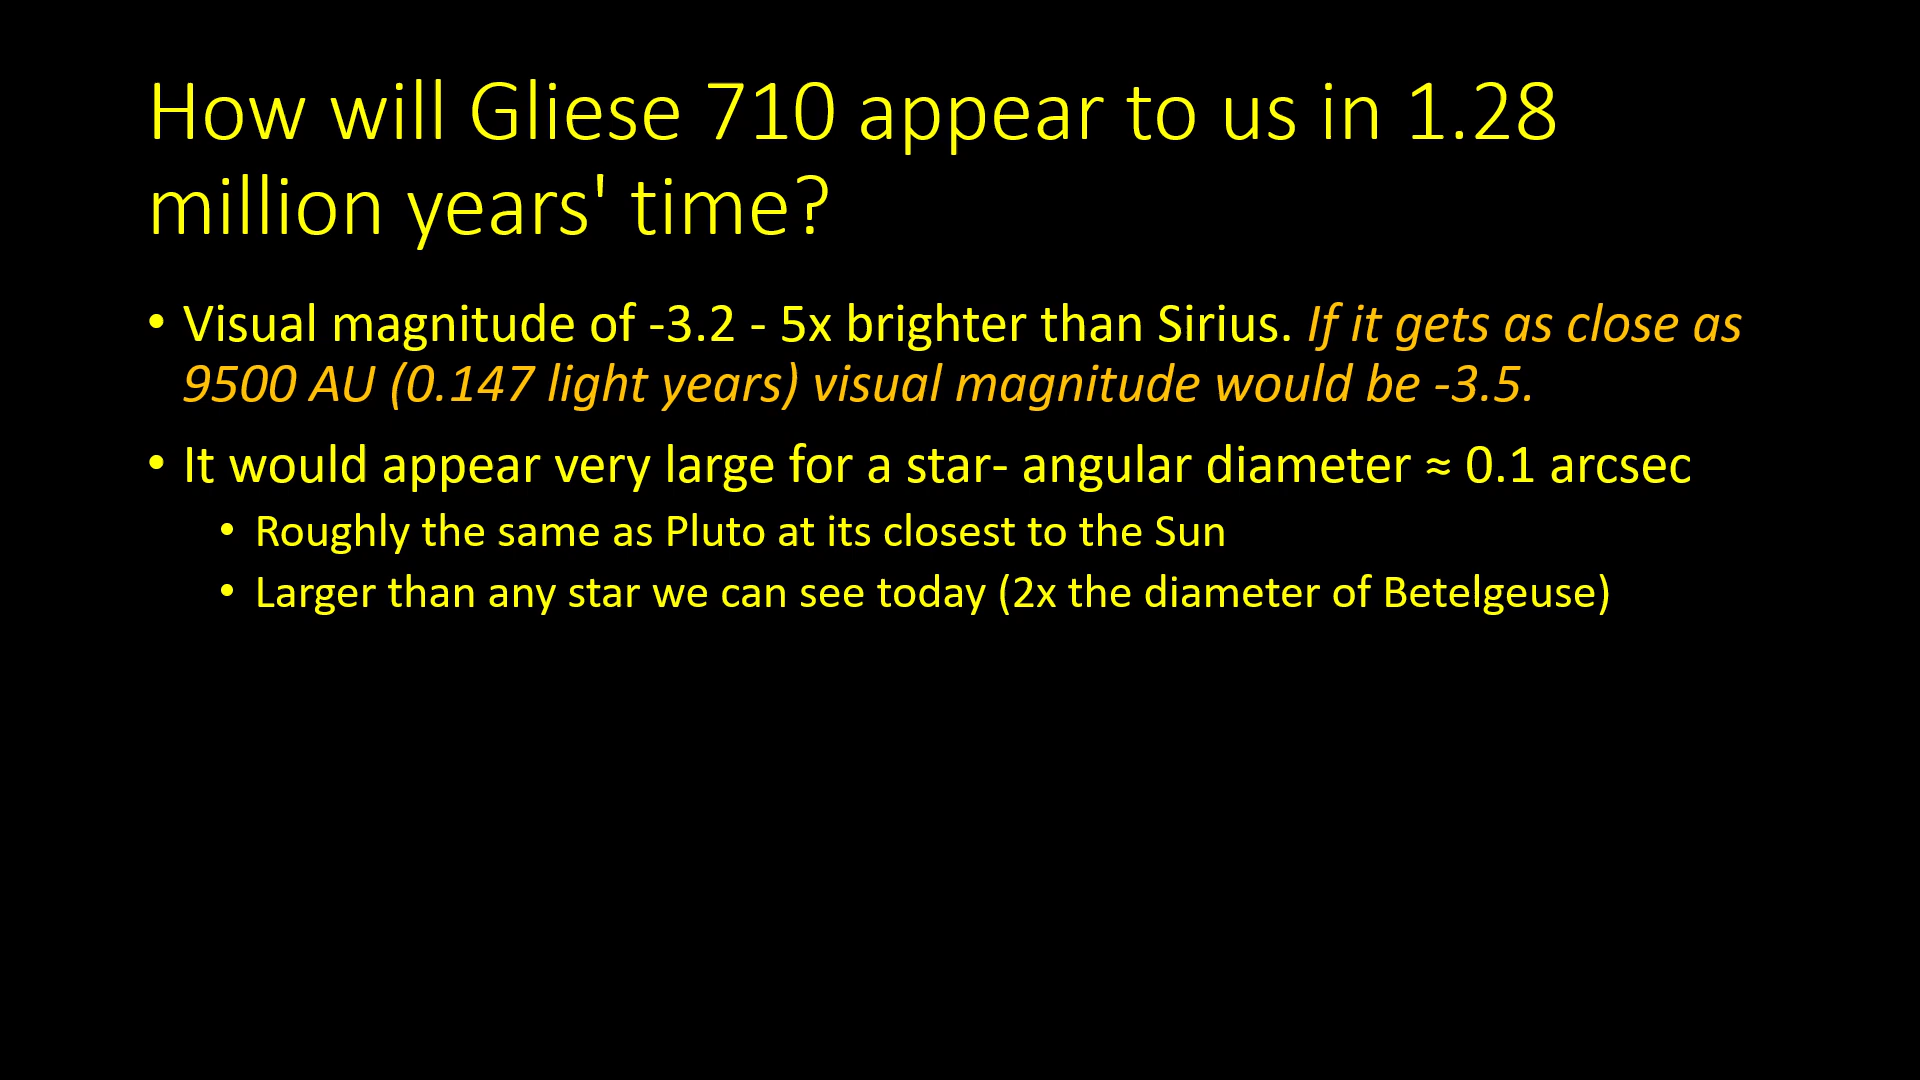 How will Gliese 710 appear to us in 1.28
million years' time?
• Visual magnitude of -3.2 - 5x brighter than Sirius. If it gets as close as
9500 AU (0.147 light years) visual magnitude would be -3.5.
• It would appear very large for a star- angular diameter ≈ 0.1 arcsec
• Roughly the same as Pluto at its closest to the Sun
• Larger than any star we can see today (2x the diameter of Betelgeuse)